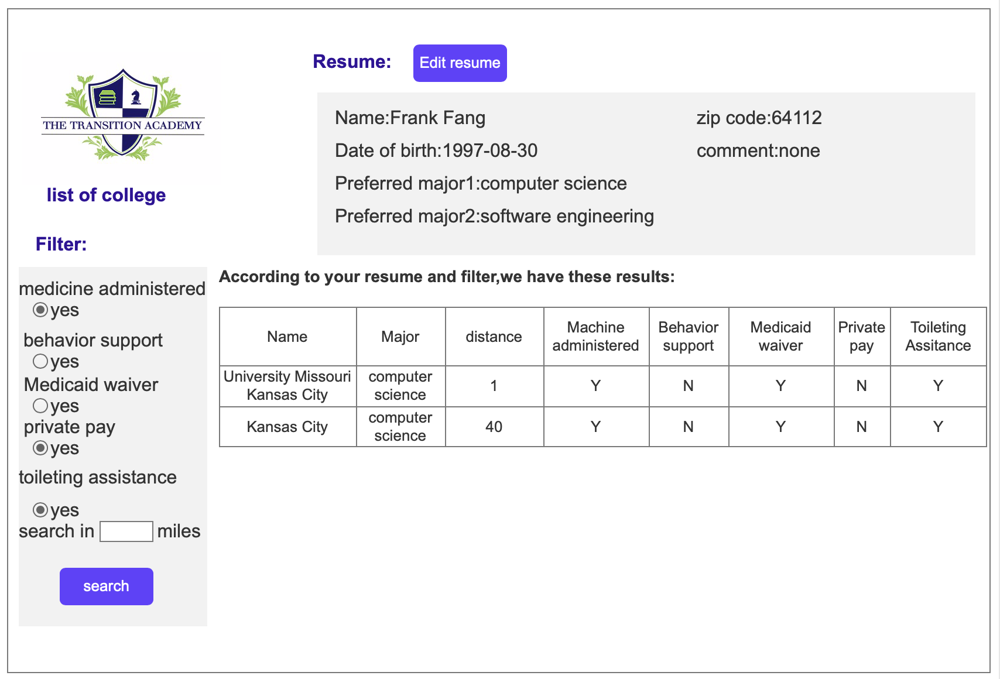 THE TRANSITION ACADEMY
list of college
Resume:
Edit resume
Name:Frank Fang
zip code:64112
Date of birth:1997-08-30
comment:none
Preferred major1:computer science
Preferred major2:software engineering
Filter:
medicine administered
yes
behavior support
yes
Medicaid waiver
yes
private pay
yes
toileting assistance
yes
search in
miles
search
According to your resume and filter,we have these results:
Name
Major
distance
Machine
administered
Behavior
support
Medicaid
waiver
Private
pay
Toileting
Assitance
University Missouri
Kansas City
computer
science
1
Y
N
Y
N
Y
Kansas City
computer
science
40
Y
N
Y
N
Y